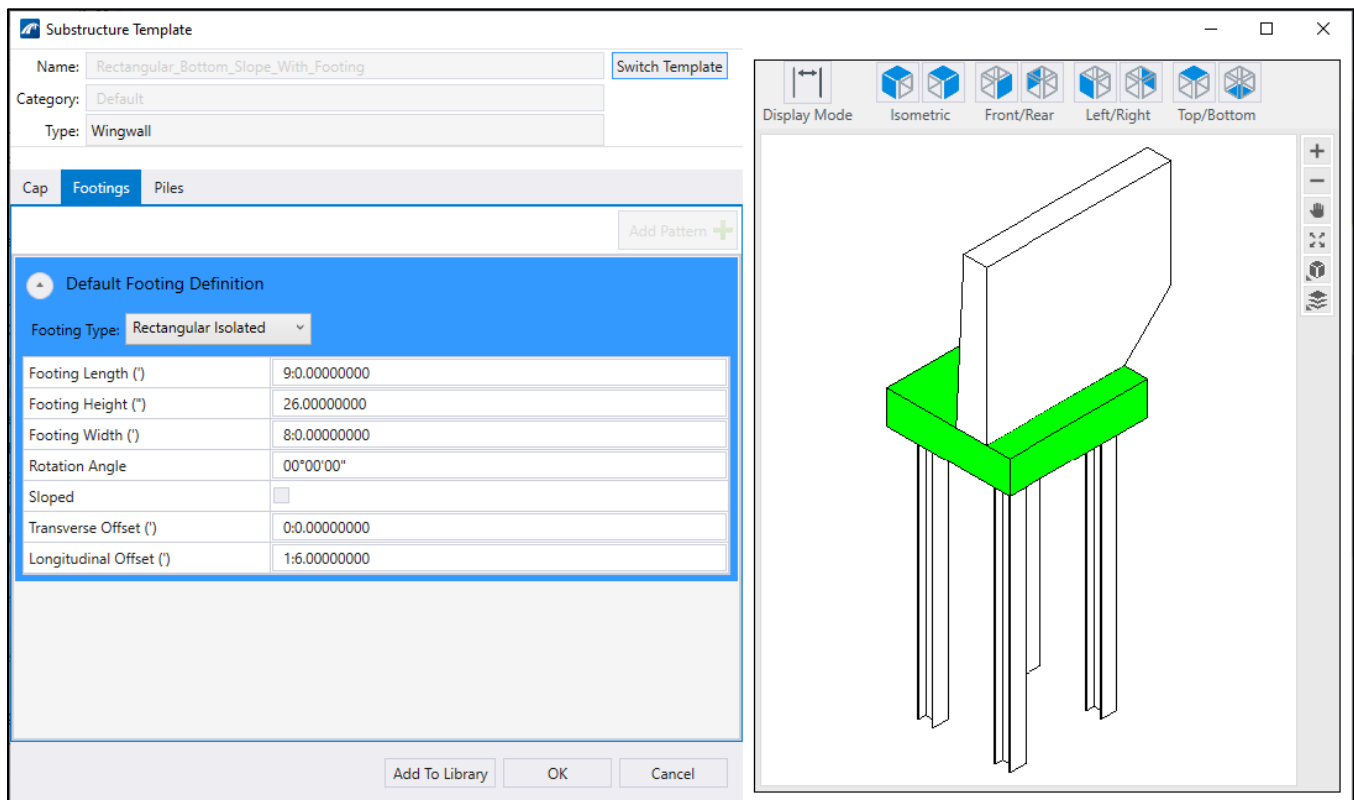 Substructure Template
Name: Rectangular_Bottom_Slope_With_Footing Switch Template
Category: Default
Type: Wingwall
Cap Footings Piles
Add Pattern
Default Footing Definition
Footing Type: Rectangular Isolated
Footing Length (') 9:0.00000000
Footing Height (") 26.00000000
Footing Width (') 8:0.00000000
Rotation Angle 00°00'00"
Sloped
Transverse Offset (') 0:0.00000000
Longitudinal Offset (') 1:6.00000000
Add To Library OK Cancel
Display Mode Isometric Front/Rear Left/Right Top/Bottom